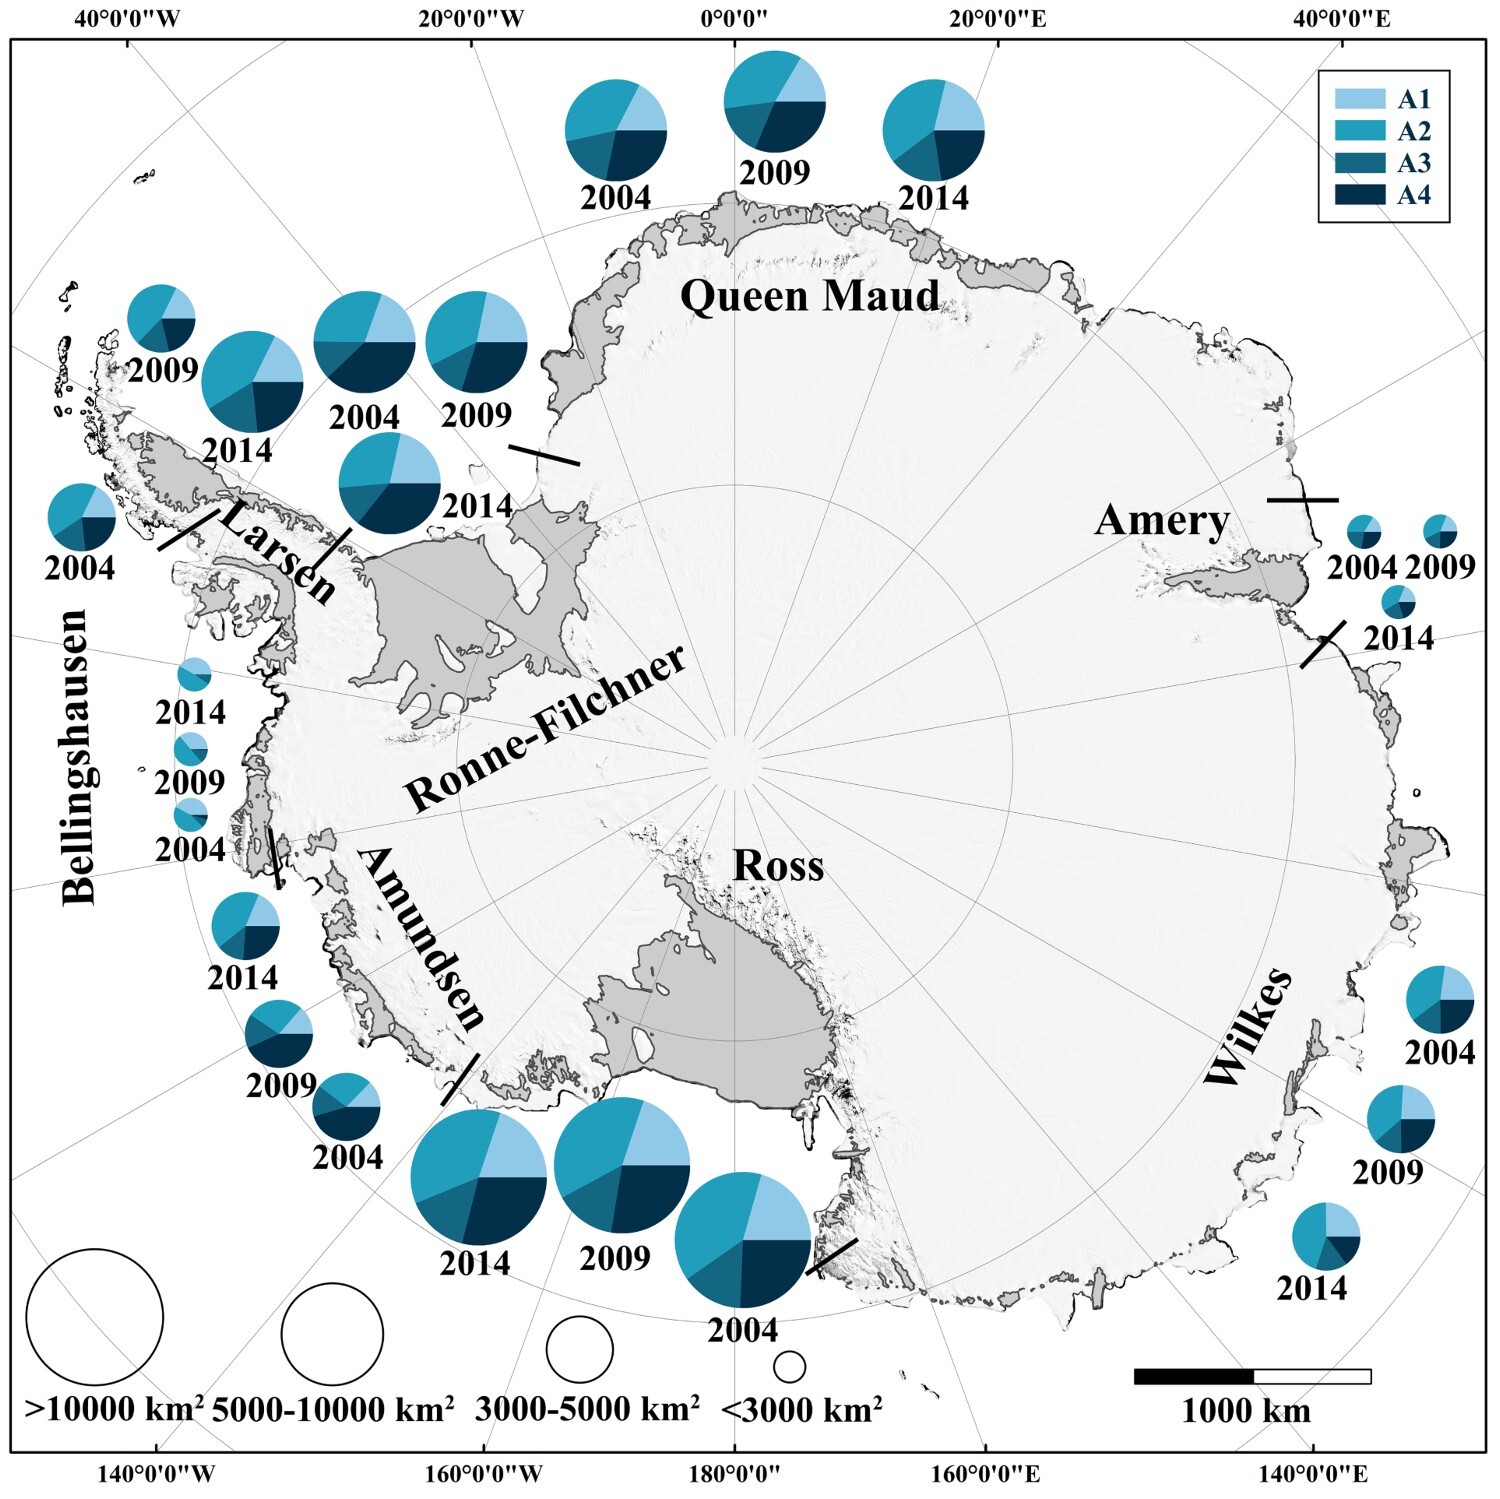 40°0'0"W 20°0'0"W 0°0'0" 20°0'0"E 40°0'0"E
A1
A2
A3
A4
2004
2009
2014
Queen Maud
2009
2014
2004
2009
2014
2004
Larsen
Amery
2004 2009
2014
Bellingshausen
2014
2009
2004
Ronne-Filchner
Ross
Amundsen
2014
2009
2004
Wilkes
2004
2009
2014
2014
2009
2004
>10000 km² 5000-10000 km² 3000-5000 km² <3000 km²
1000 km
140°0'0"W 160°0'0"W 180°0'0" 160°0'0"E 140°0'0"E